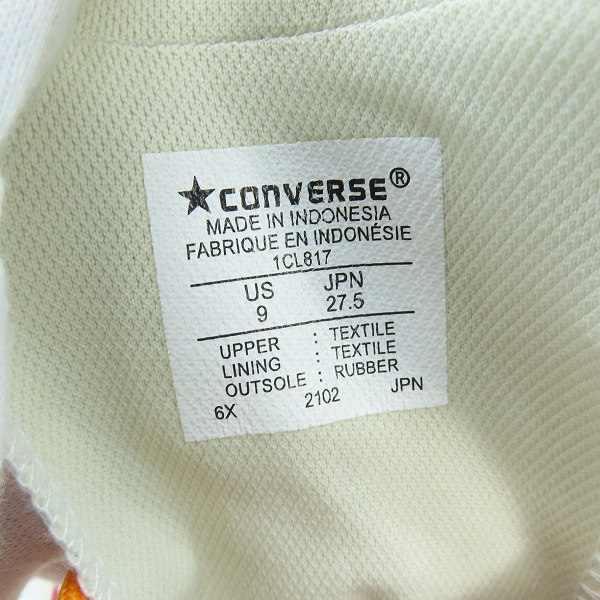 ★CONVERSE®
MADE IN INDONESIA
FABRIQUE EN INDONÉSIE
1CL817
US JPN
9 27.5
UPPER : TEXTILE
LINING : TEXTILE
OUTSOLE : RUBBER
6X 2102 JPN